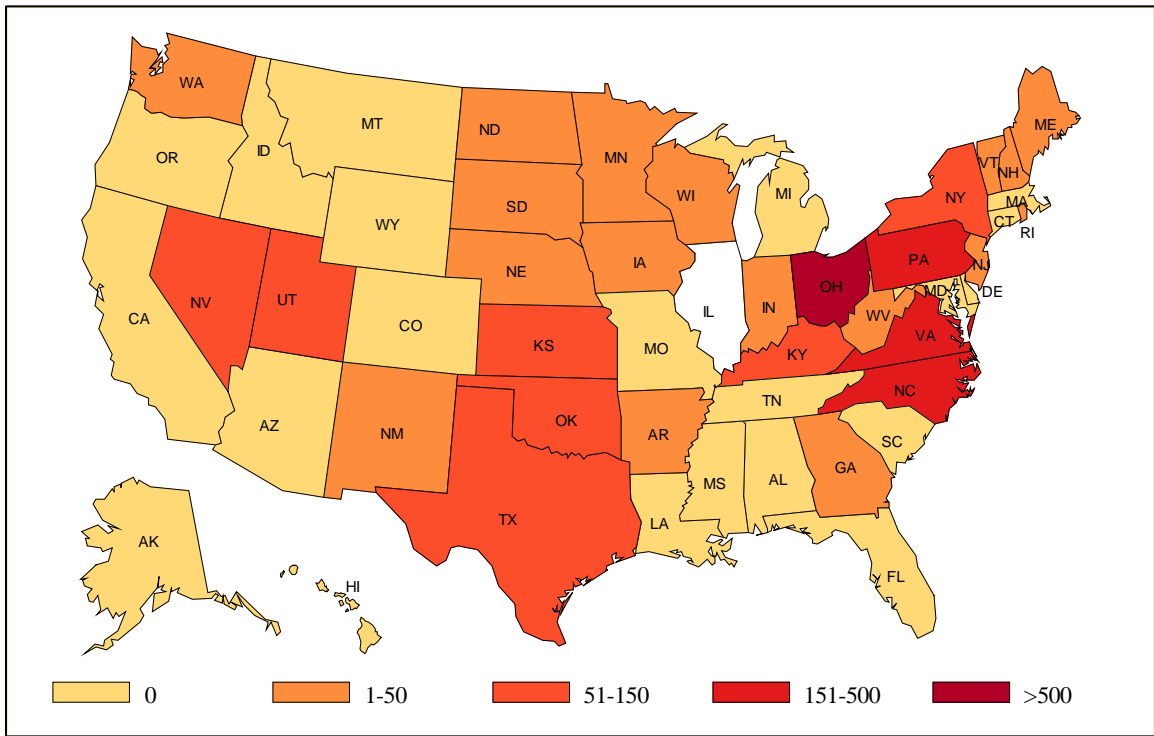 WA
MT
ND
ME
OR
ID
MN
VT
NH
SD
WI
MI
NY
MA
WY
CT
RI
NE
IA
PA
NJ
NV
UT
OH
MD
DE
CA
CO
IL
IN
WV
KS
MO
KY
VA
AZ
NM
OK
AR
TN
NC
SC
TX
MS
AL
GA
LA
AK
HI
FL
0
1-50
51-150
151-500
>500